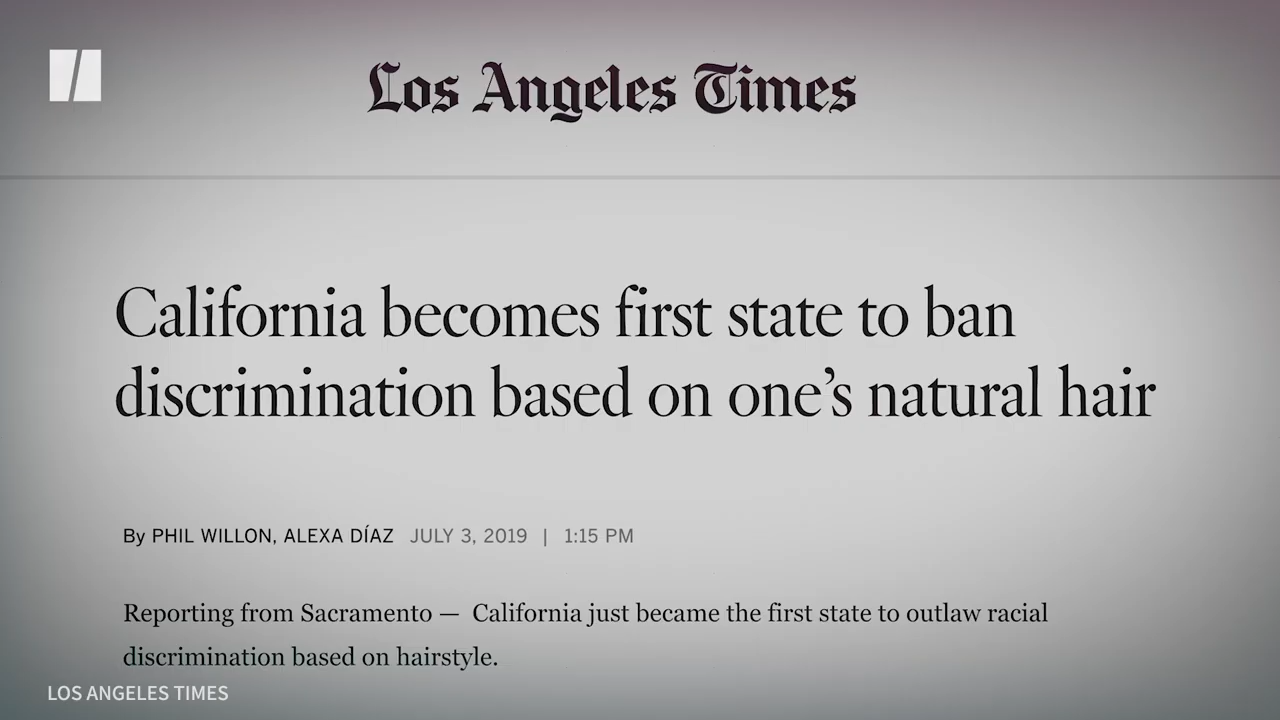 Los Angeles Times
California becomes first state to ban
discrimination based on one’s natural hair
By PHIL WILLON, ALEXA DÍAZ JULY 3, 2019 | 1:15 PM
Reporting from Sacramento — California just became the first state to outlaw racial
discrimination based on hairstyle.
LOS ANGELES TIMES